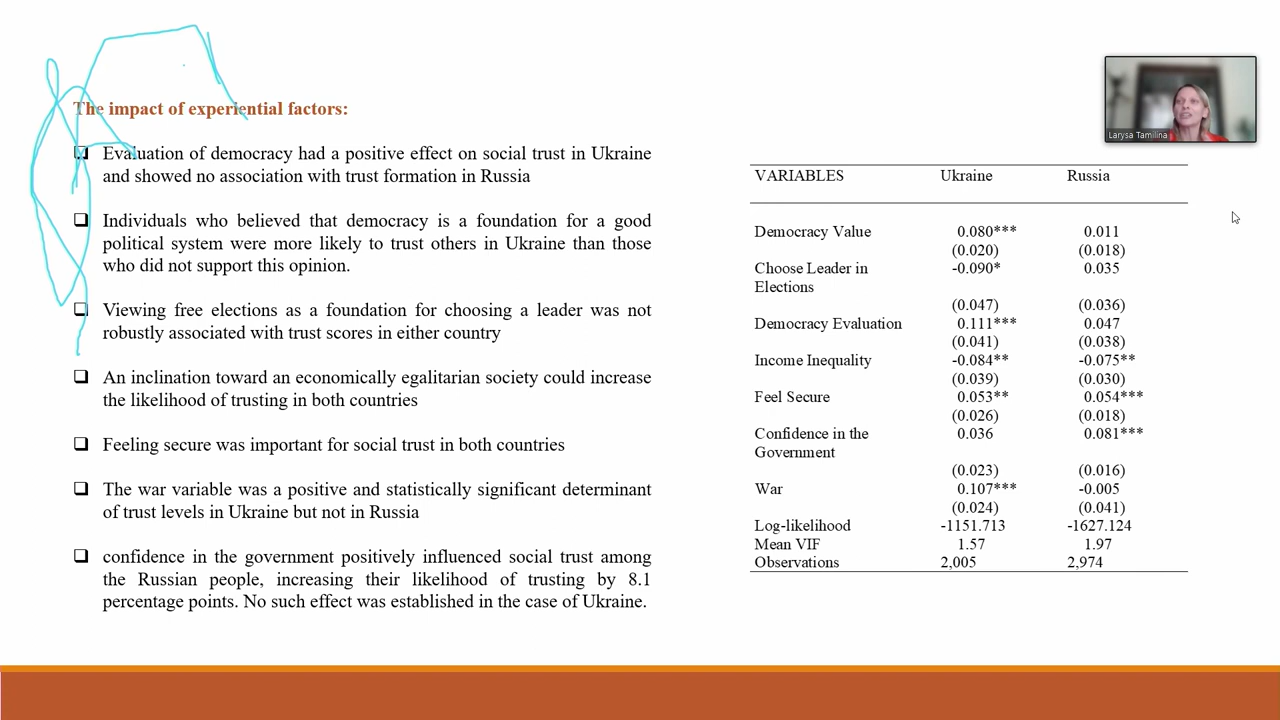 The impact of experiential factors:
Evaluation of democracy had a positive effect on social trust in Ukraine
and showed no association with trust formation in Russia
Individuals who believed that democracy is a foundation for a good
political system were more likely to trust others in Ukraine than those
who did not support this opinion.
Viewing free elections as a foundation for choosing a leader was not
robustly associated with trust scores in either country
An inclination toward an economically egalitarian society could increase
the likelihood of trusting in both countries
Feeling secure was important for social trust in both countries
The war variable was a positive and statistically significant determinant
of trust levels in Ukraine but not in Russia
confidence in the government positively influenced social trust among
the Russian people, increasing their likelihood of trusting by 8.1
percentage points. No such effect was established in the case of Ukraine.
Larysa Tamilina
VARIABLES Ukraine Russia
Democracy Value 0.080*** 0.011
(0.020) (0.018)
Choose Leader in -0.090* 0.035
Elections
(0.047) (0.036)
Democracy Evaluation 0.111*** 0.047
(0.041) (0.038)
Income Inequality -0.084** -0.075**
(0.039) (0.030)
Feel Secure 0.053** 0.054***
(0.026) (0.018)
Confidence in the 0.036 0.081***
Government
(0.023) (0.016)
War 0.107*** -0.005
(0.024) (0.041)
Log-likelihood -1151.713 -1627.124
Mean VIF 1.57 1.97
Observations 2,005 2,974